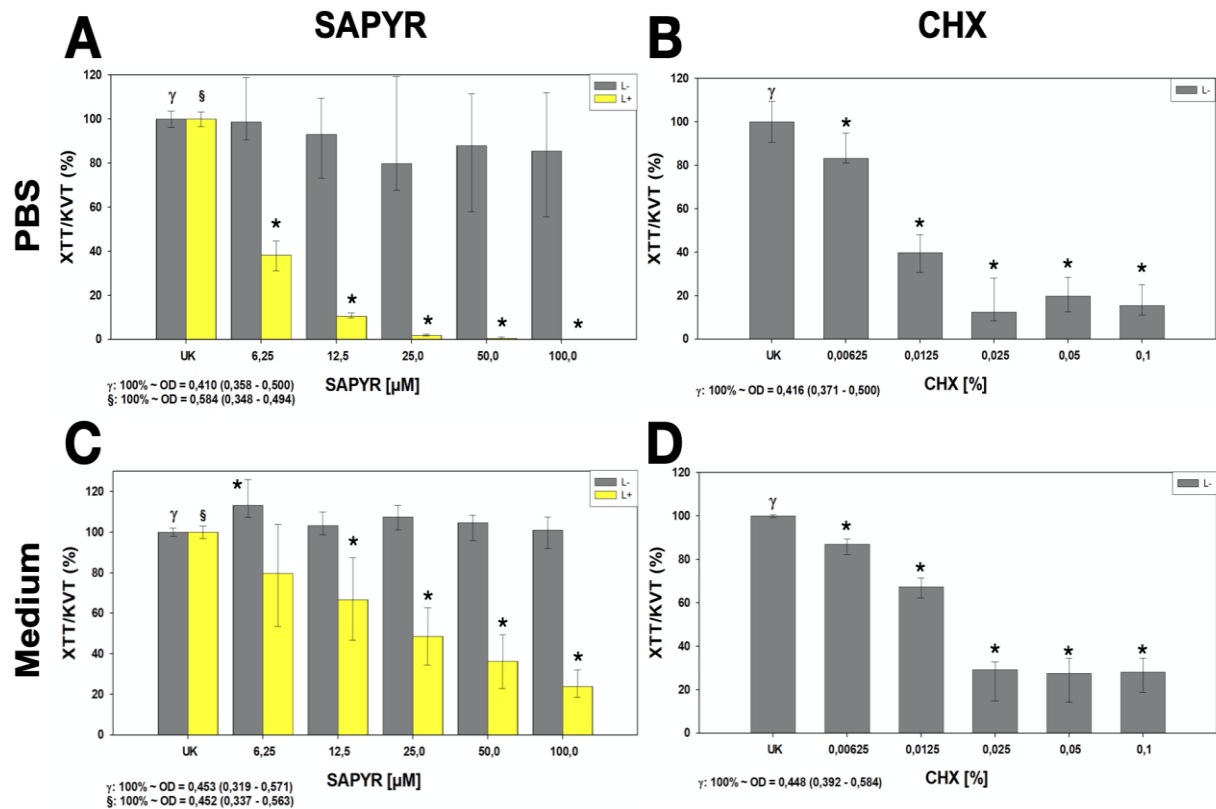 SAPYR
CHX
A
B
PBS
XTT/KVT (%)
120
100
80
60
40
20
0
L-
L+
γ
§
*
*
*
*
*
UK
6,25
12,5
25,0
50,0
100,0
SAPYR [µM]
γ: 100% ~ OD = 0,410 (0,358 - 0,500)
§: 100% ~ OD = 0,584 (0,348 - 0,494)
XTT/KVT (%)
120
100
80
60
40
20
0
L-
γ
*
*
*
*
*
UK
0,00625
0,0125
0,025
0,05
0,1
CHX [%]
γ: 100% ~ OD = 0,416 (0,371 - 0,500)
C
D
Medium
XTT/KVT (%)
120
100
80
60
40
20
0
L-
L+
γ
§
*
*
*
*
*
UK
6,25
12,5
25,0
50,0
100,0
SAPYR [µM]
γ: 100% ~ OD = 0,453 (0,319 - 0,571)
§: 100% ~ OD = 0,452 (0,337 - 0,563)
XTT/KVT (%)
120
100
80
60
40
20
0
L-
γ
*
*
*
*
*
UK
0,00625
0,0125
0,025
0,05
0,1
CHX [%]
γ: 100% ~ OD = 0,448 (0,392 - 0,584)